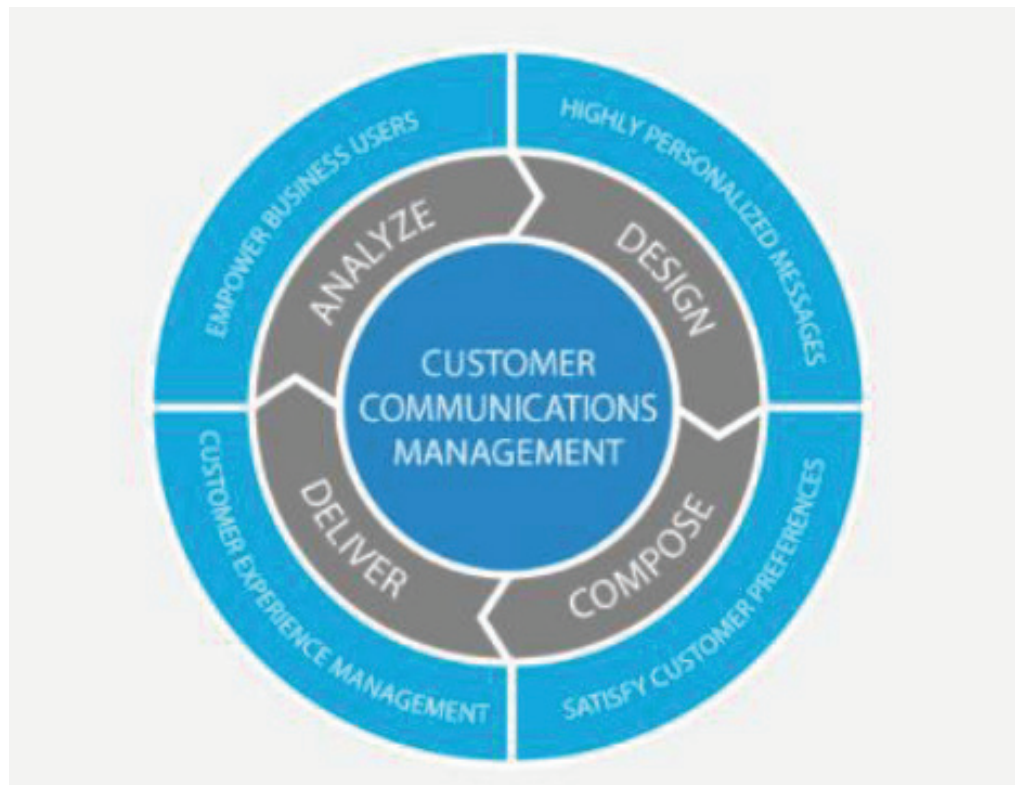 EMPOWER BUSINESS USERS
HIGHLY PERSONALIZED MESSAGES
ANALYZE
DESIGN
CUSTOMER
COMMUNICATIONS
MANAGEMENT
DELIVER
COMPOSE
CUSTOMER EXPERIENCE MANAGEMENT
SATISFY CUSTOMER PREFERENCES